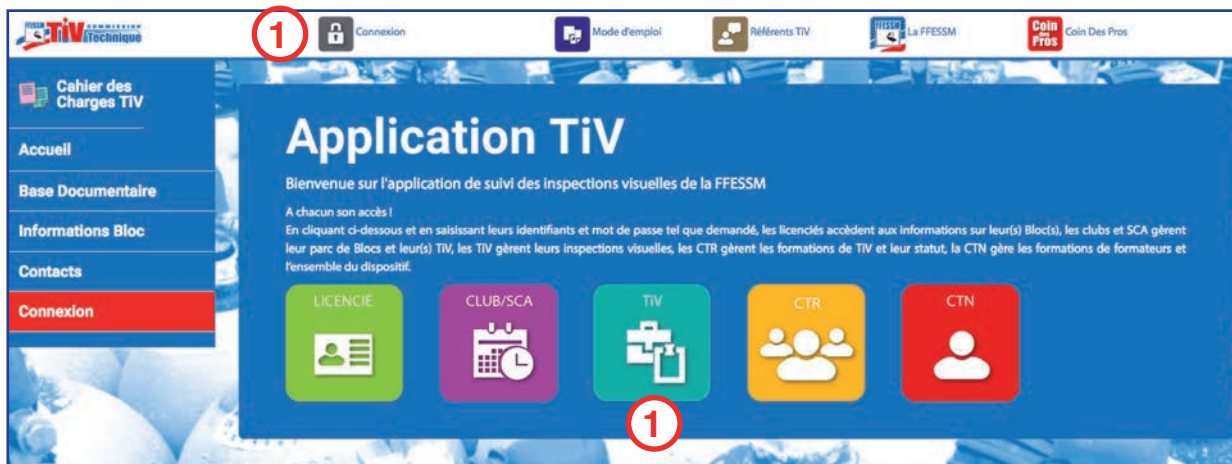 FFESSM TiV COMMISSION Technique
1
Connexion
Mode d'emploi
Référents TiV
FFESSM
La FFESSM
Coin des Pros
Coin Des Pros
Cahier des
Charges TiV
Accueil
Base Documentaire
Informations Bloc
Contacts
Connexion
Application TiV
Bienvenue sur l'application de suivi des inspections visuelles de la FFESSM
A chacun son accès !
En cliquant ci-dessous et en saisissant leurs identifiants et mot de passe tel que demandé, les licenciés accèdent aux informations sur leur(s) Bloc(s), les clubs et SCA gèrent
leur parc de Blocs et leur(s) TiV, les TiV gèrent leurs inspections visuelles, les CTR gèrent les formations de TiV et leur statut, la CTN gère les formations de formateurs et
l'ensemble du dispositif.
LICENCIÉ
CLUB/SCA
TiV
CTR
CTN
1